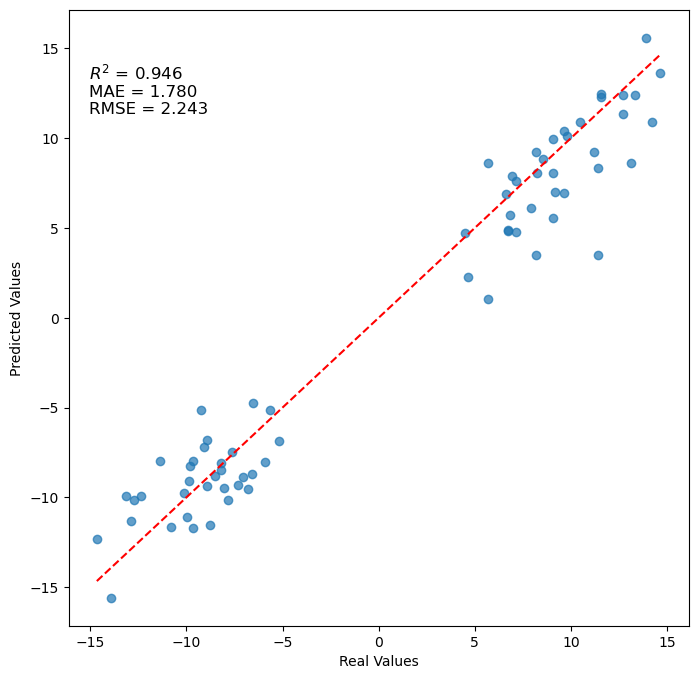 R² = 0.946
MAE = 1.780
RMSE = 2.243
15
10
5
0
−5
−10
−15
Predicted Values
−15 −10 −5 0 5 10 15
Real Values